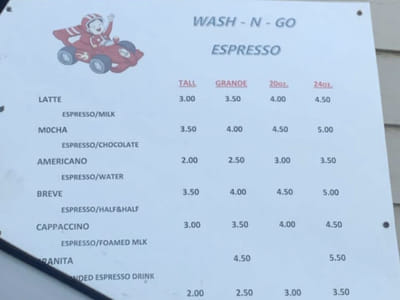 WASH - N - GO
ESPRESSO
TALL GRANDE 20oz. 24oz.
LATTE 3.00 3.50 4.00 4.50
ESPRESSO/MILK
MOCHA 3.50 4.00 4.50 5.00
ESPRESSO/CHOCOLATE
AMERICANO 2.00 2.50 3.00 3.50
ESPRESSO/WATER
BREVE 3.50 4.00 4.50 5.00
ESPRESSO/HALF&HALF
CAPPACCINO 3.00 3.50 4.00 4.50
ESPRESSO/FOAMED MLK
RANITA 4.50 5.50
NDED ESPRESSO DRINK
2.00 2.50 3.00 3.50